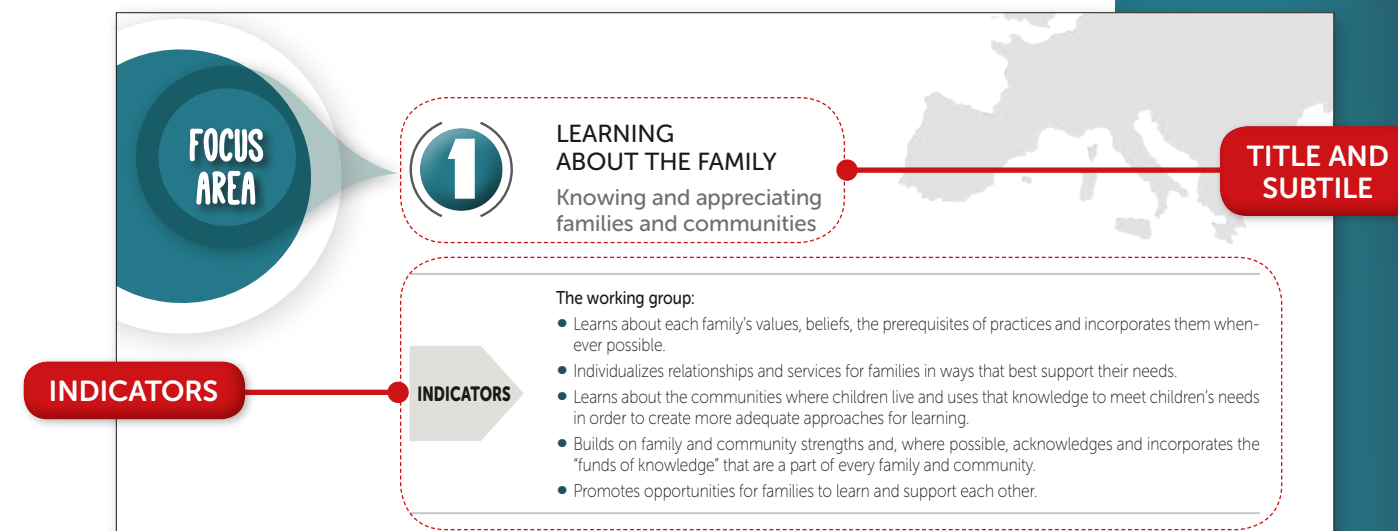 FOCUS
AREA
1
LEARNING
ABOUT THE FAMILY
Knowing and appreciating
families and communities
TITLE AND
SUBTILE
INDICATORS
INDICATORS
The working group:
• Learns about each family's values, beliefs, the prerequisites of practices and incorporates them when-
ever possible.
• Individualizes relationships and services for families in ways that best support their needs.
• Learns about the communities where children live and uses that knowledge to meet children's needs
in order to create more adequate approaches for learning.
• Builds on family and community strengths and, where possible, acknowledges and incorporates the
"funds of knowledge" that are a part of every family and community.
• Promotes opportunities for families to learn and support each other.